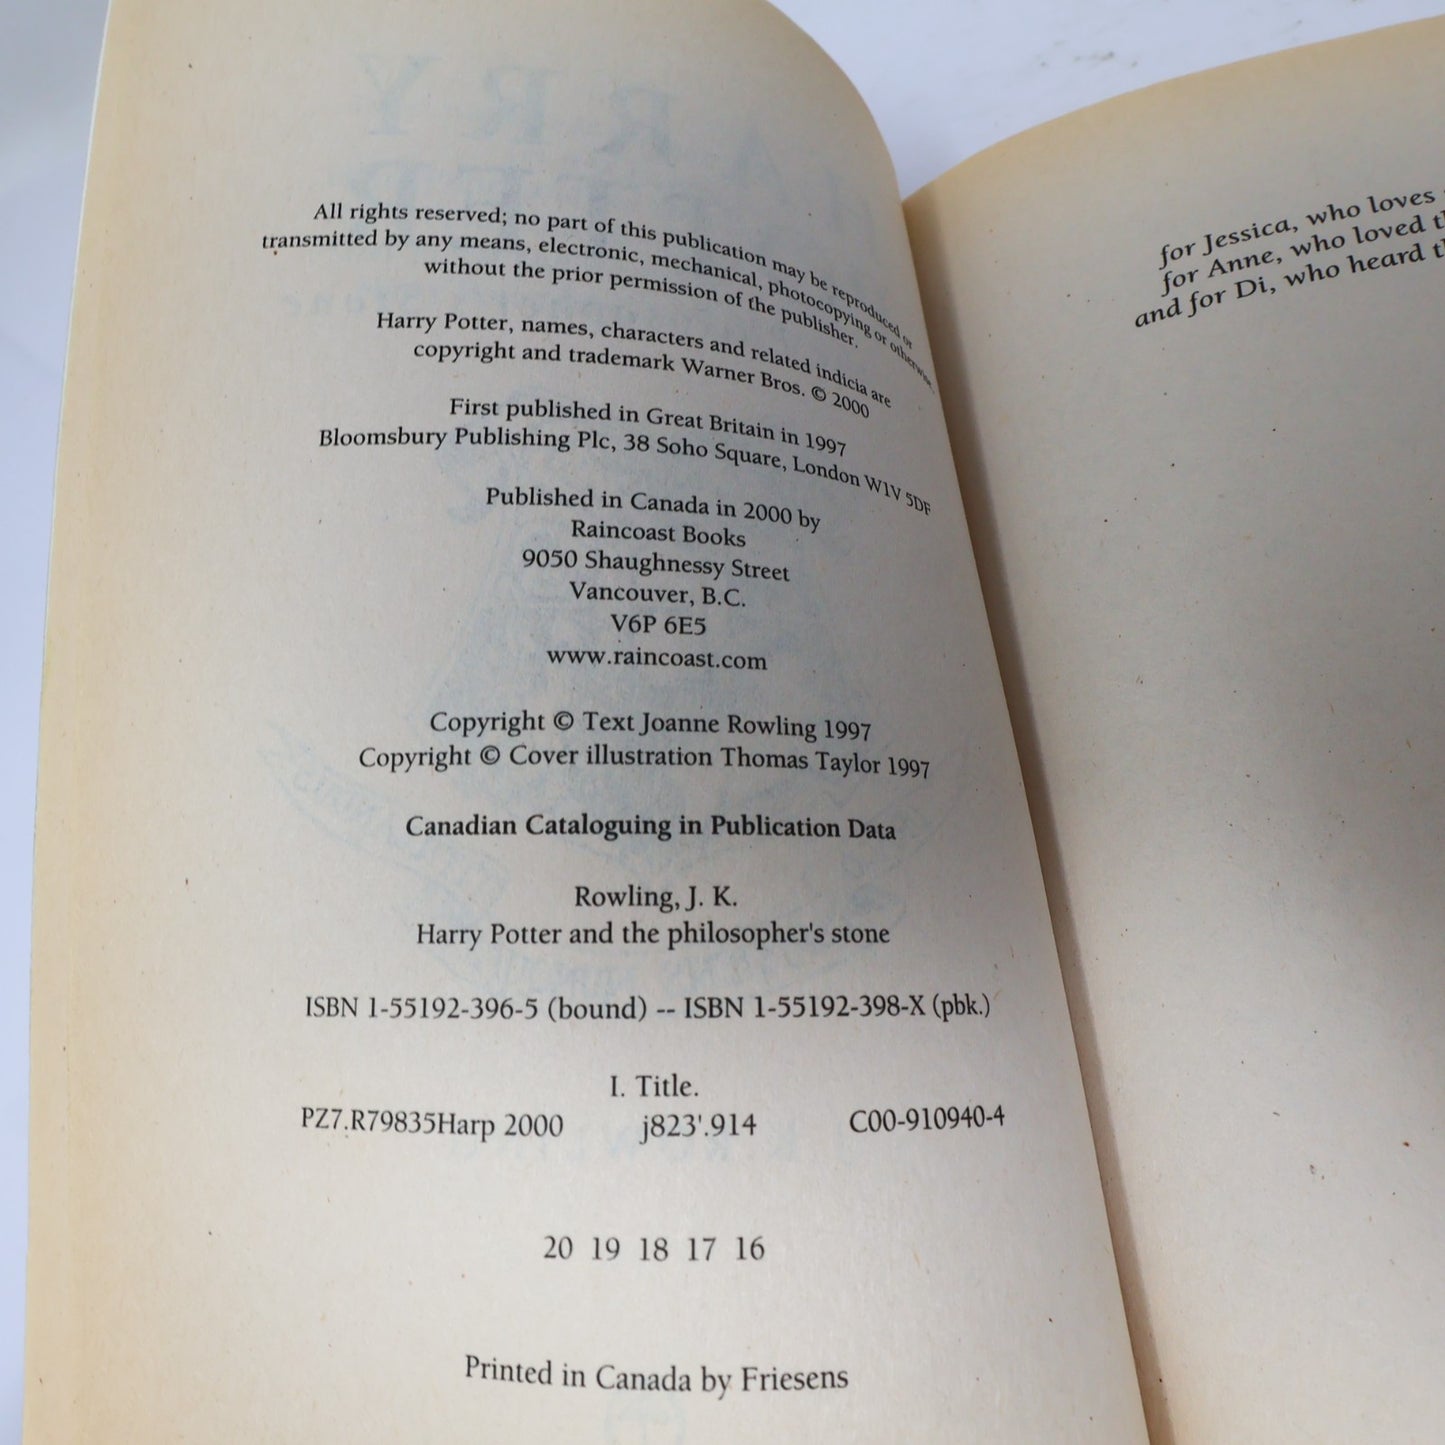 All rights reserved; no part of this publication may be reproduced or
transmitted by any means, electronic, mechanical, photocopying or otherwise,
without the prior permission of the publisher.
Harry Potter, names, characters and related indicia are
copyright and trademark Warner Bros. © 2000
First published in Great Britain in 1997
Bloomsbury Publishing Plc, 38 Soho Square, London W1V 5DF
Published in Canada in 2000 by
Raincoast Books
9050 Shaughnessy Street
Vancouver, B.C.
V6P 6E5
www.raincoast.com
Copyright © Text Joanne Rowling 1997
Copyright © Cover illustration Thomas Taylor 1997
Canadian Cataloguing in Publication Data
Rowling, J. K.
Harry Potter and the philosopher's stone
ISBN 1-55192-396-5 (bound) -- ISBN 1-55192-398-X (pbk.)
I. Title.
PZ7.R79835Harp 2000 j823'.914 C00-910940-4
20 19 18 17 16
Printed in Canada by Friesens
for Jessica, who loves
for Anne, who loved
and for Di, who heard